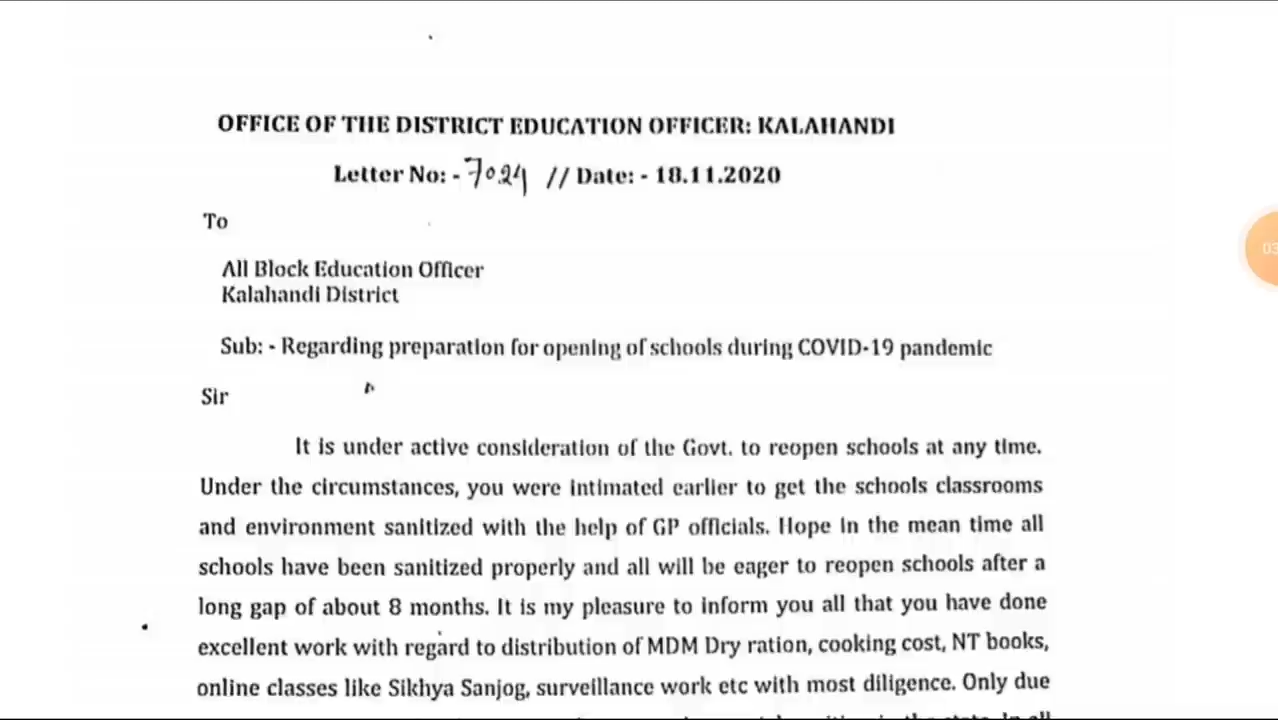 OFFICE OF THE DISTRICT EDUCATION OFFICER: KALAHANDI
Letter No: - 7024 // Date: - 18.11.2020
To
All Block Education Officer
Kalahandi District
Sub: - Regarding preparation for opening of schools during COVID-19 pandemic
Sir
It is under active consideration of the Govt. to reopen schools at any time.
Under the circumstances, you were intimated earlier to get the schools classrooms
and environment sanitized with the help of GP officials. Hope in the mean time all
schools have been sanitized properly and all will be eager to reopen schools after a
long gap of about 8 months. It is my pleasure to inform you all that you have done
excellent work with regard to distribution of MDM Dry ration, cooking cost, NT books,
online classes like Sikhya Sanjog, surveillance work etc with most diligence. Only due